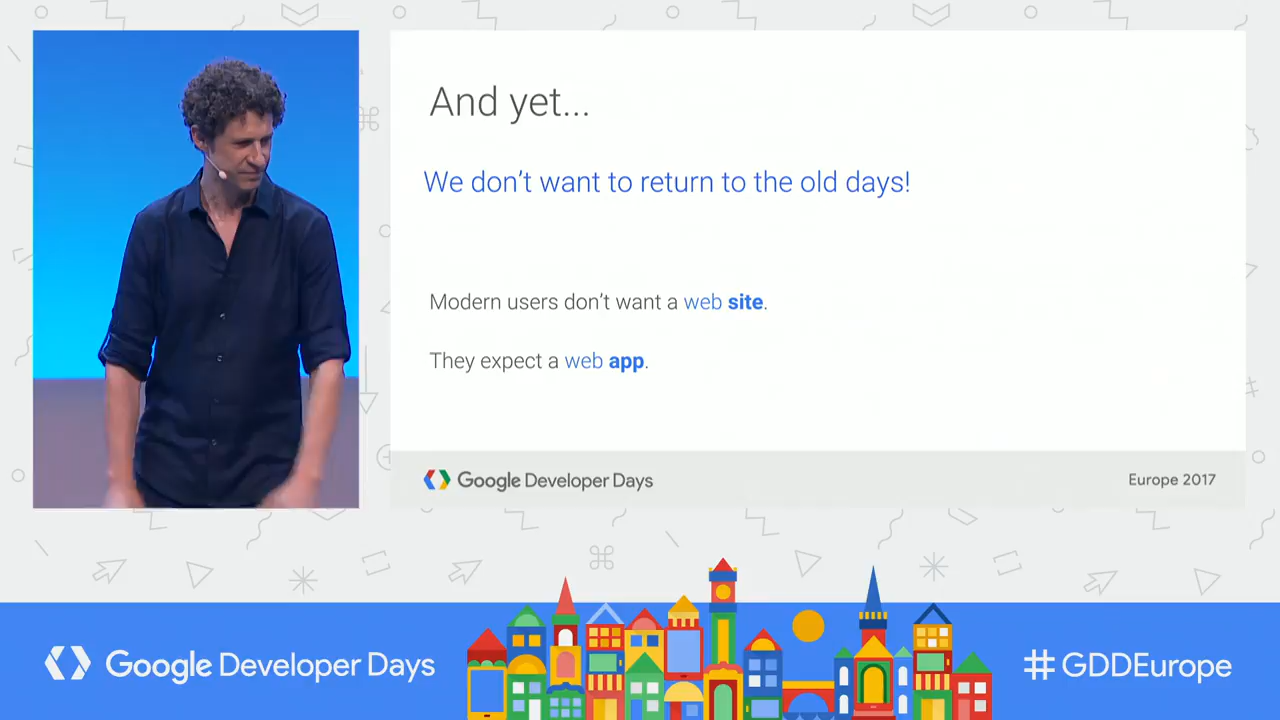 And yet...
We don't want to return to the old days!
Modern users don't want a web site.
They expect a web app.
Google Developer Days
Europe 2017
Google Developer Days
#GDDEurope